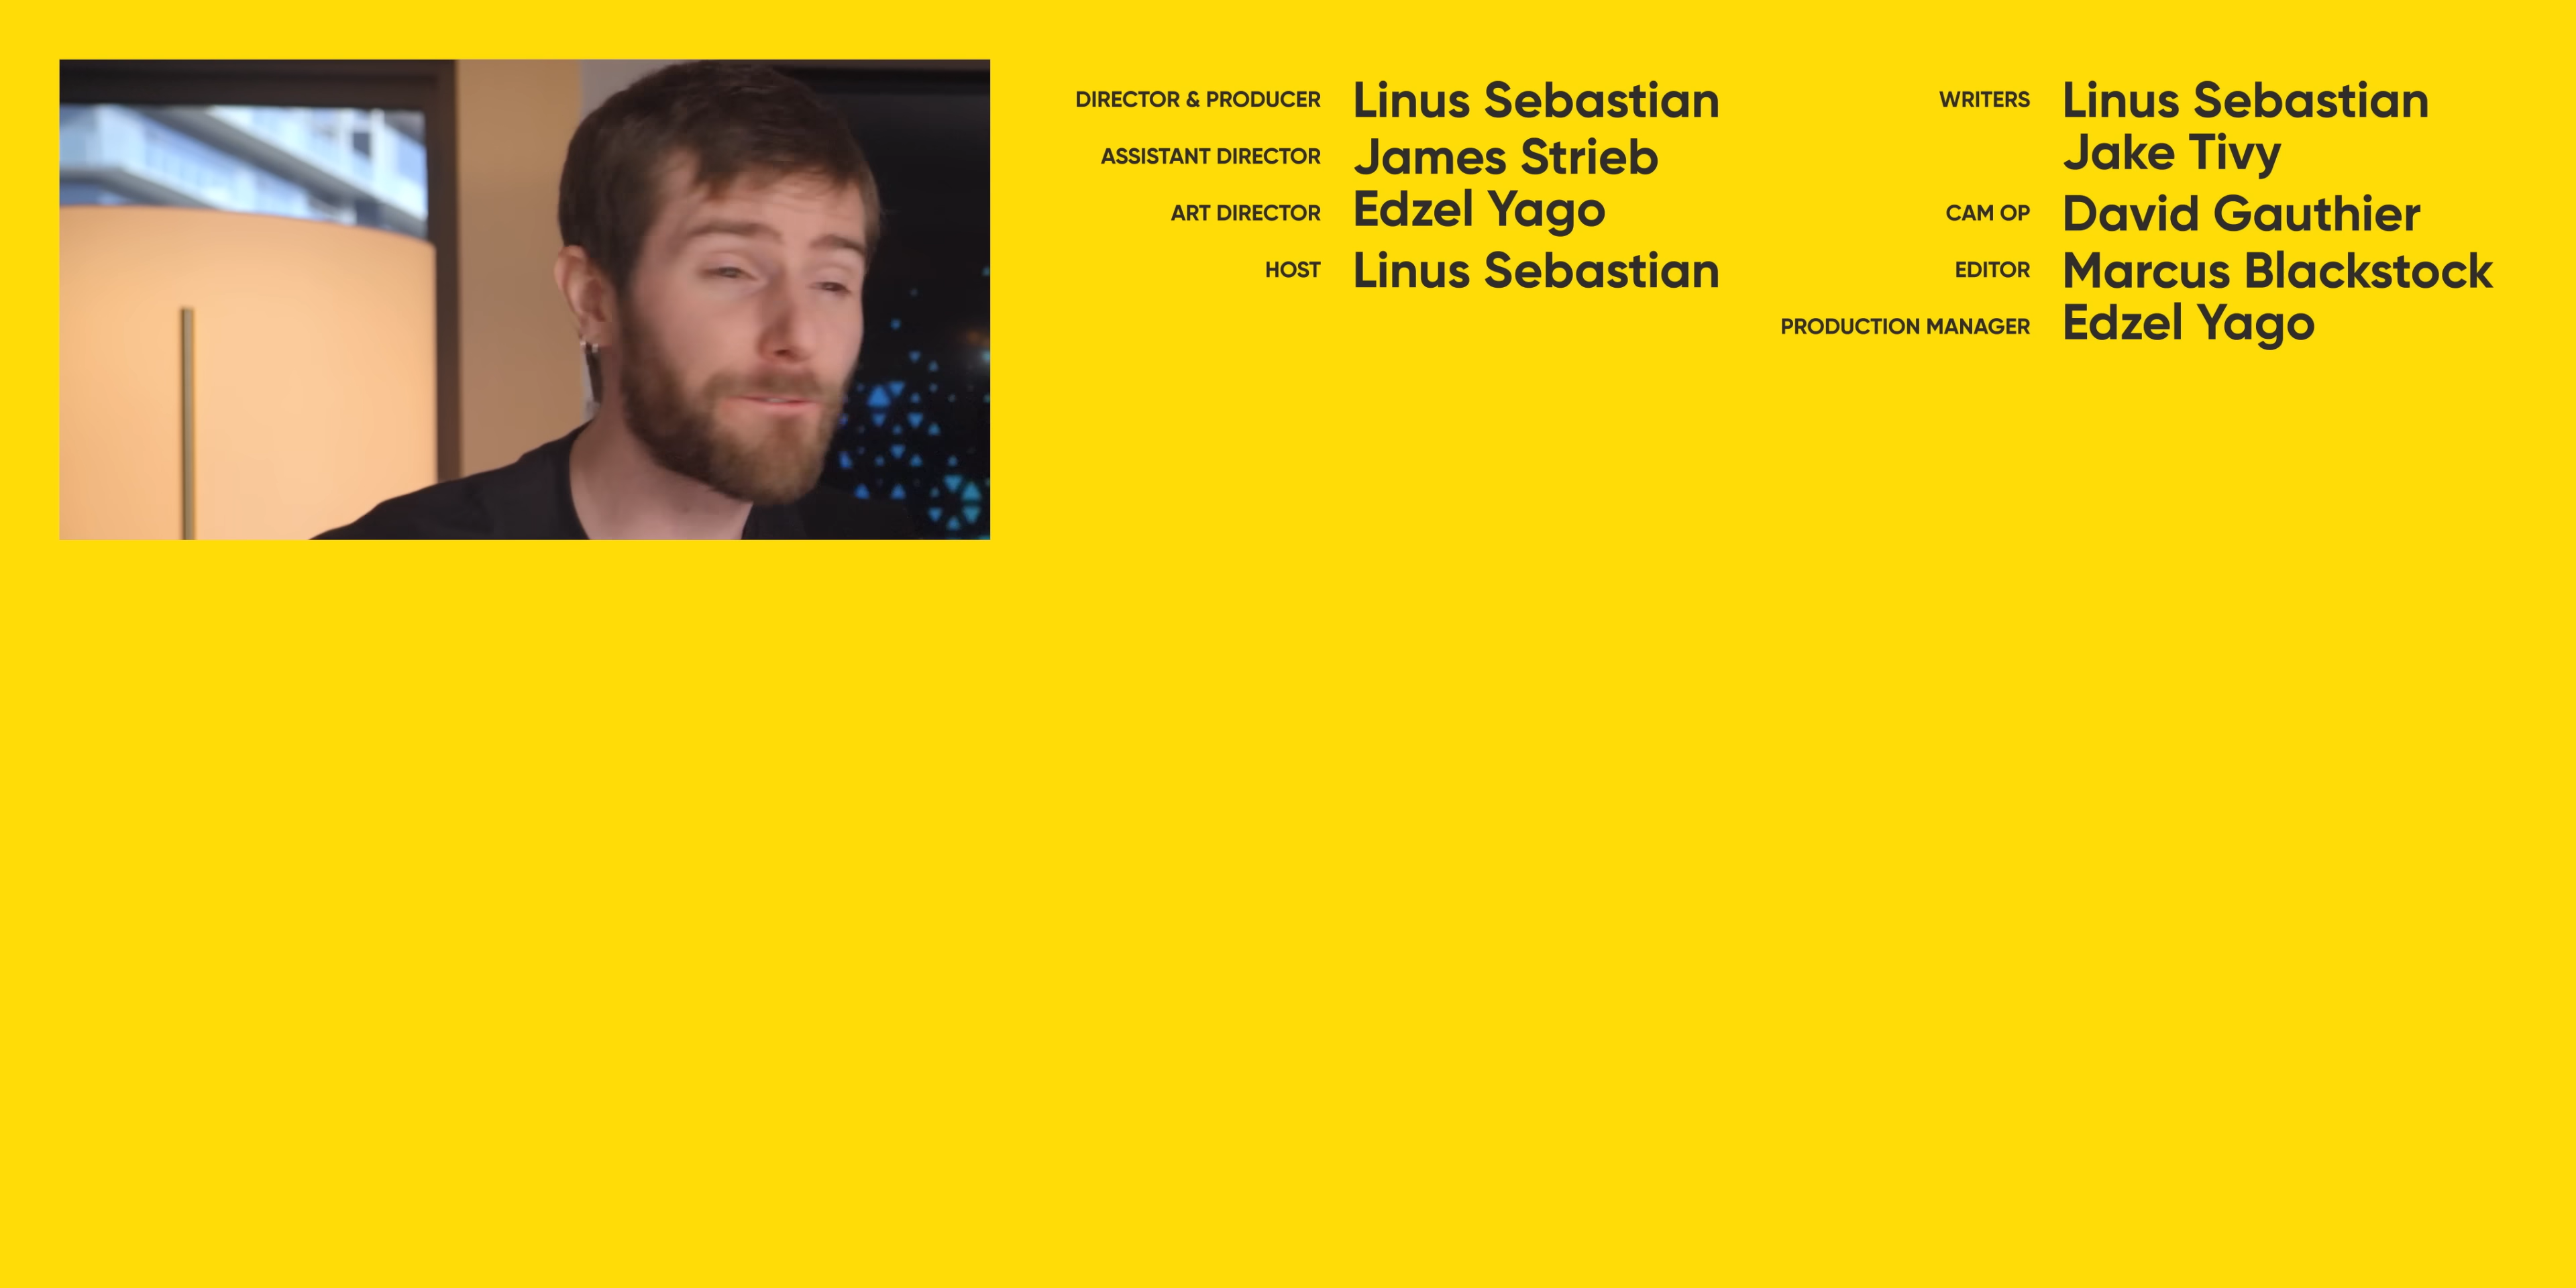 DIRECTOR & PRODUCER Linus Sebastian
ASSISTANT DIRECTOR James Strieb
ART DIRECTOR Edzel Yago
HOST Linus Sebastian
WRITERS Linus Sebastian
Jake Tivy
CAM OP David Gauthier
EDITOR Marcus Blackstock
PRODUCTION MANAGER Edzel Yago